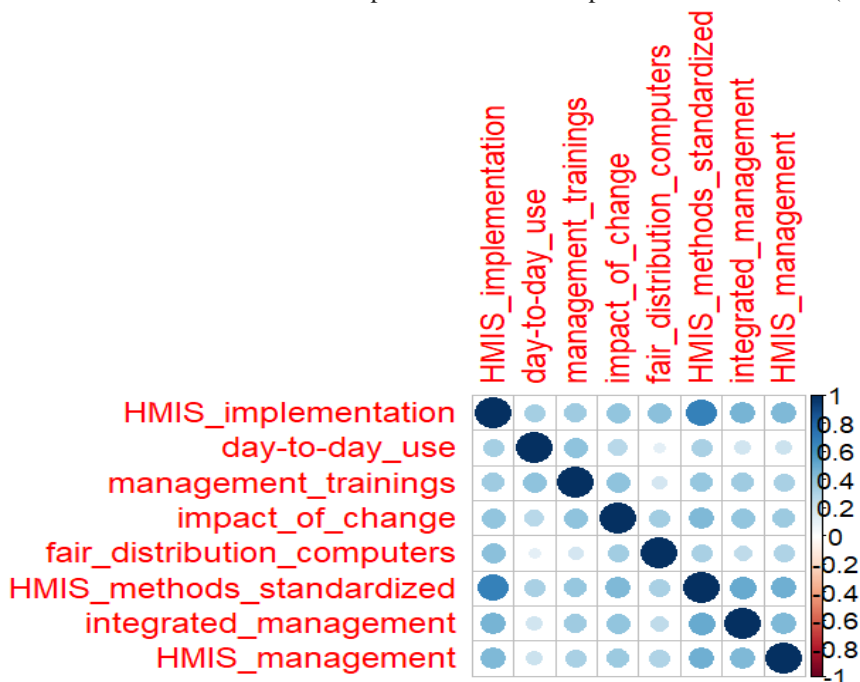 HMIS_implementation
day-to-day_use
management_trainings
impact_of_change
fair_distribution_computers
HMIS_methods_standardized
integrated_management
HMIS_management
HMIS_implementation
day-to-day_use
management_trainings
impact_of_change
fair_distribution_computers
HMIS_methods_standardized
integrated_management
HMIS_management
1
0.8
0.6
0.4
0.2
0
-0.2
-0.4
-0.6
-0.8
-1